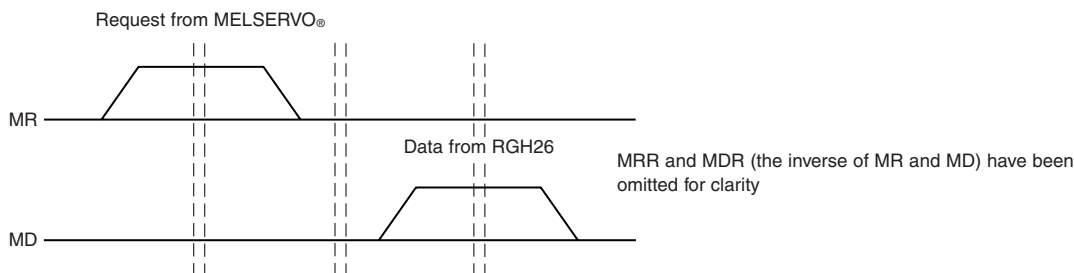 Request from MELSERVO®
MR
Data from RGH26
MRR and MDR (the inverse of MR and MD) have been
omitted for clarity
MD